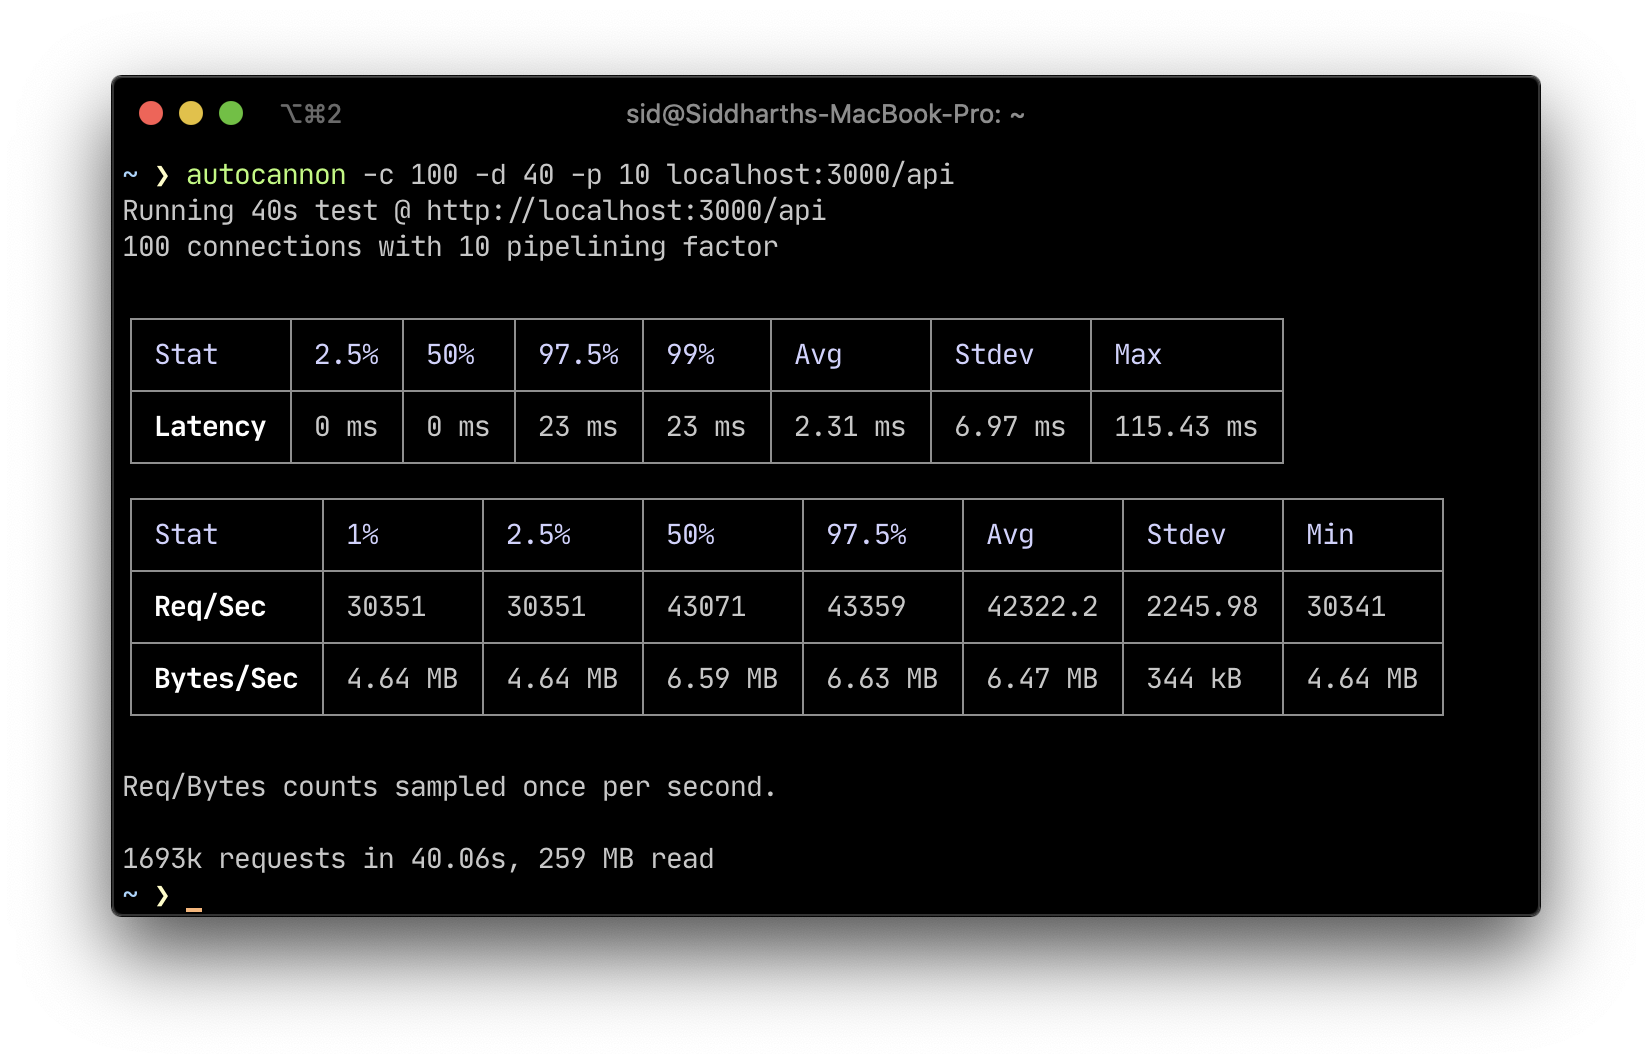 ⌥⌘2 sid@Siddharths-MacBook-Pro: ~
~ ❯ autocannon -c 100 -d 40 -p 10 localhost:3000/api
Running 40s test @ http://localhost:3000/api
100 connections with 10 pipelining factor
Stat 2.5% 50% 97.5% 99% Avg Stdev Max
Latency 0 ms 0 ms 23 ms 23 ms 2.31 ms 6.97 ms 115.43 ms
Stat 1% 2.5% 50% 97.5% Avg Stdev Min
Req/Sec 30351 30351 43071 43359 42322.2 2245.98 30341
Bytes/Sec 4.64 MB 4.64 MB 6.59 MB 6.63 MB 6.47 MB 344 kB 4.64 MB
Req/Bytes counts sampled once per second.
1693k requests in 40.06s, 259 MB read
~ ❯ _